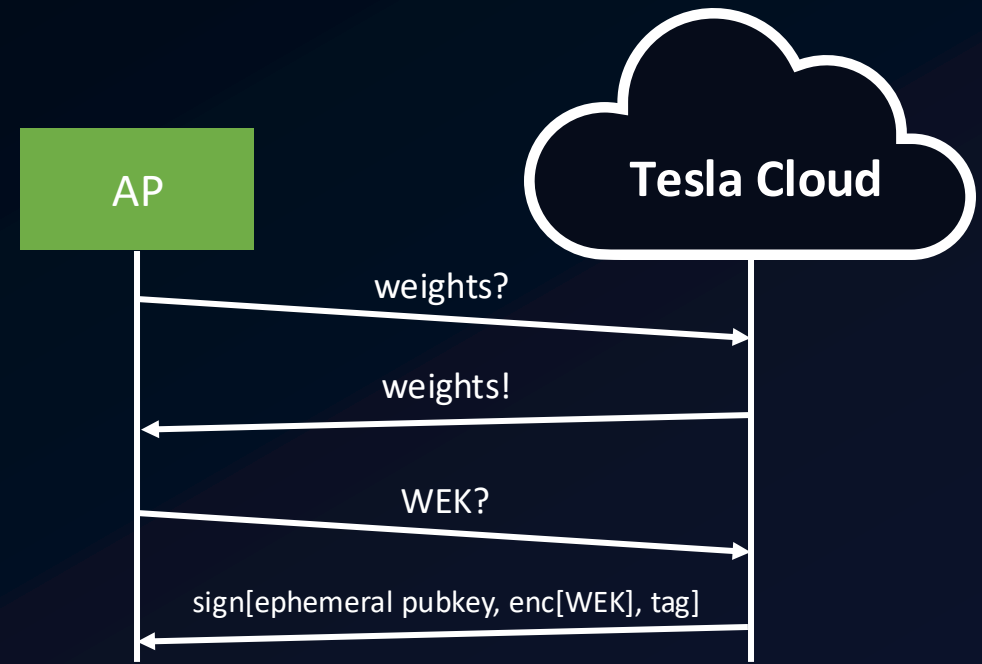 AP
Tesla Cloud
weights?
weights!
WEK?
sign[ephemeral pubkey, enc[WEK], tag]